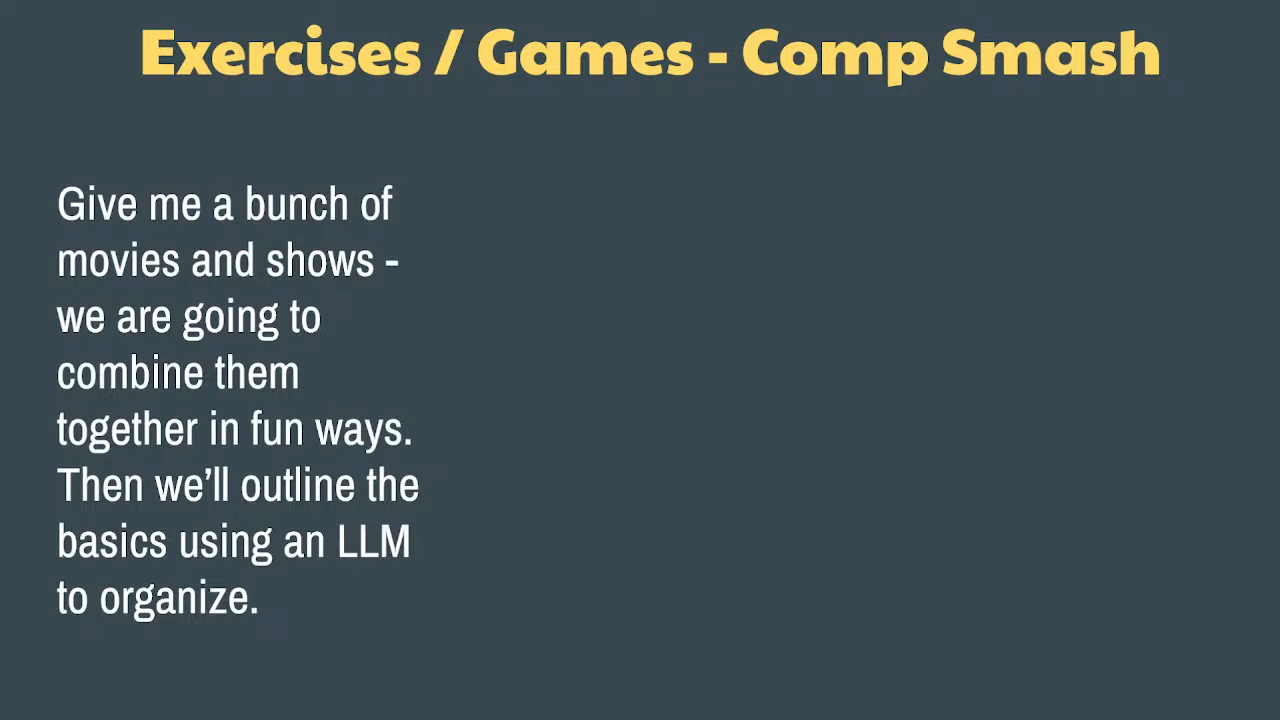 Exercises / Games - Comp Smash
Give me a bunch of
movies and shows -
we are going to
combine them
together in fun ways.
Then we’ll outline the
basics using an LLM
to organize.